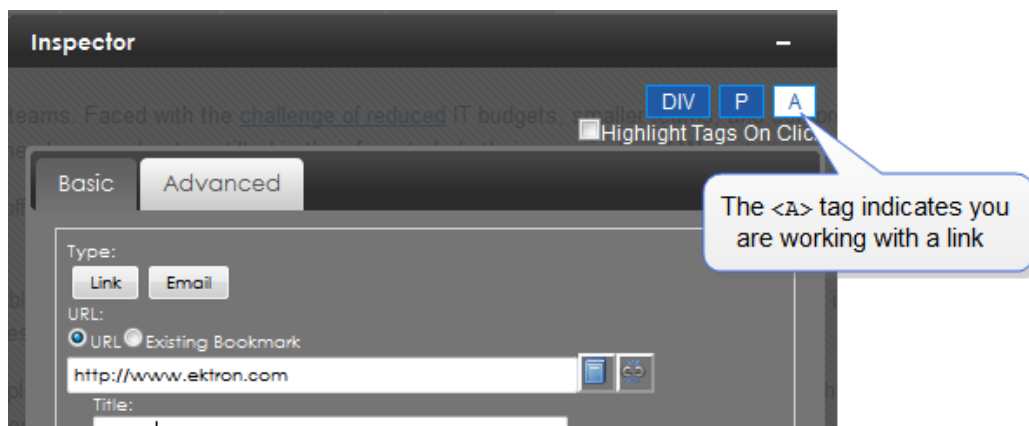 Inspector
DIV P A
teams. Faced with the challenge of reduced IT budgets, smaller
Highlight Tags On Clic
Basic Advanced
The <A> tag indicates you
are working with a link
Type:
Link Email
URL:
URL Existing Bookmark
http://www.ektron.com
Title: